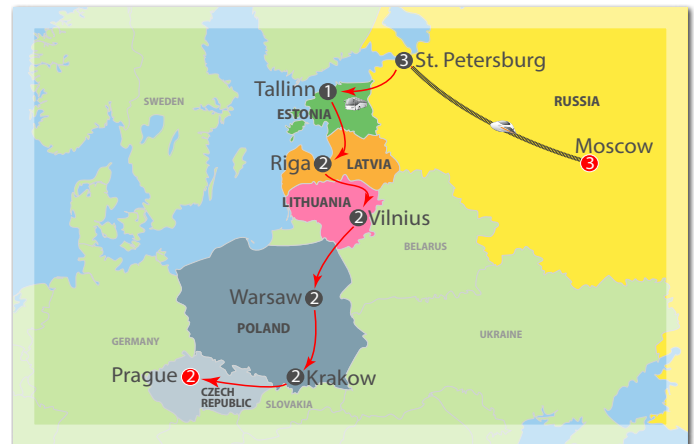 3 St. Petersburg
Tallinn 1
SWEDEN
RUSSIA
ESTONIA
Moscow
3
Riga 2
LATVIA
LITHUANIA
2 Vilnius
BELARUS
Warsaw 2
POLAND
UKRAINE
GERMANY
Prague 2
2 Krakow
CZECH
REPUBLIC
SLOVAKIA